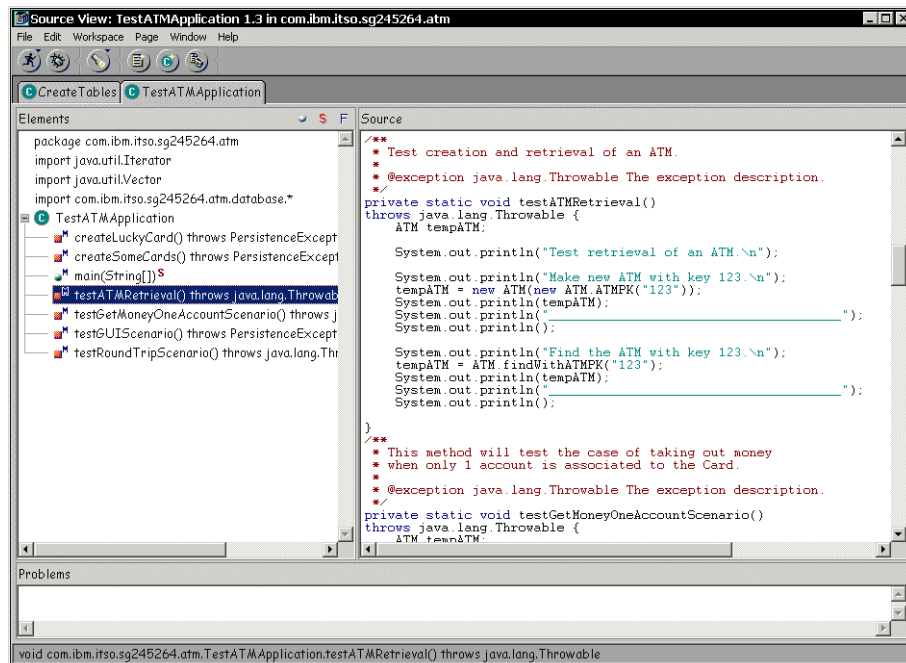 Source View: TestATMApplication 1.3 in com.ibm.itso.sg245264.atm
File Edit Workspace Page Window Help
CreateTables TestATMApplication
Elements S F
package com.ibm.itso.sg245264.atm
import java.util.Iterator
import java.util.Vector
import com.ibm.itso.sg245264.atm.database.*
TestATMApplication
createLuckyCard() throws PersistenceExcept
createSomeCards() throws PersistenceExcept
main(String[]) S
testATMRetrieval() throws java.lang.Throwab
testGetMoneyOneAccountScenario() throws j
testGUIScenario() throws PersistenceExcept
testRoundTripScenario() throws java.lang.Thr
Source
/**
* Test creation and retrieval of an ATM.
*
* @exception java.lang.Throwable The exception description.
*/
private static void testATMRetrieval()
throws java.lang.Throwable {
ATM tempATM;
System.out.println("Test retrieval of an ATM.\n");
System.out.println("Make new ATM with key 123.\n");
tempATM = new ATM(new ATM.ATMPK("123"));
System.out.println(tempATM);
System.out.println("______________________________________");
System.out.println();
System.out.println("Find the ATM with key 123.\n");
tempATM = ATM.findWithATMPK("123");
System.out.println(tempATM);
System.out.println("______________________________________");
System.out.println();
}
/**
* This method will test the case of taking out money
* when only 1 account is associated to the Card.
*
* @exception java.lang.Throwable The exception description.
*/
private static void testGetMoneyOneAccountScenario()
throws java.lang.Throwable {
ATM tempATM;
Problems
void com.ibm.itso.sg245264.atm.TestATMApplication.testATMRetrieval() throws java.lang.Throwable